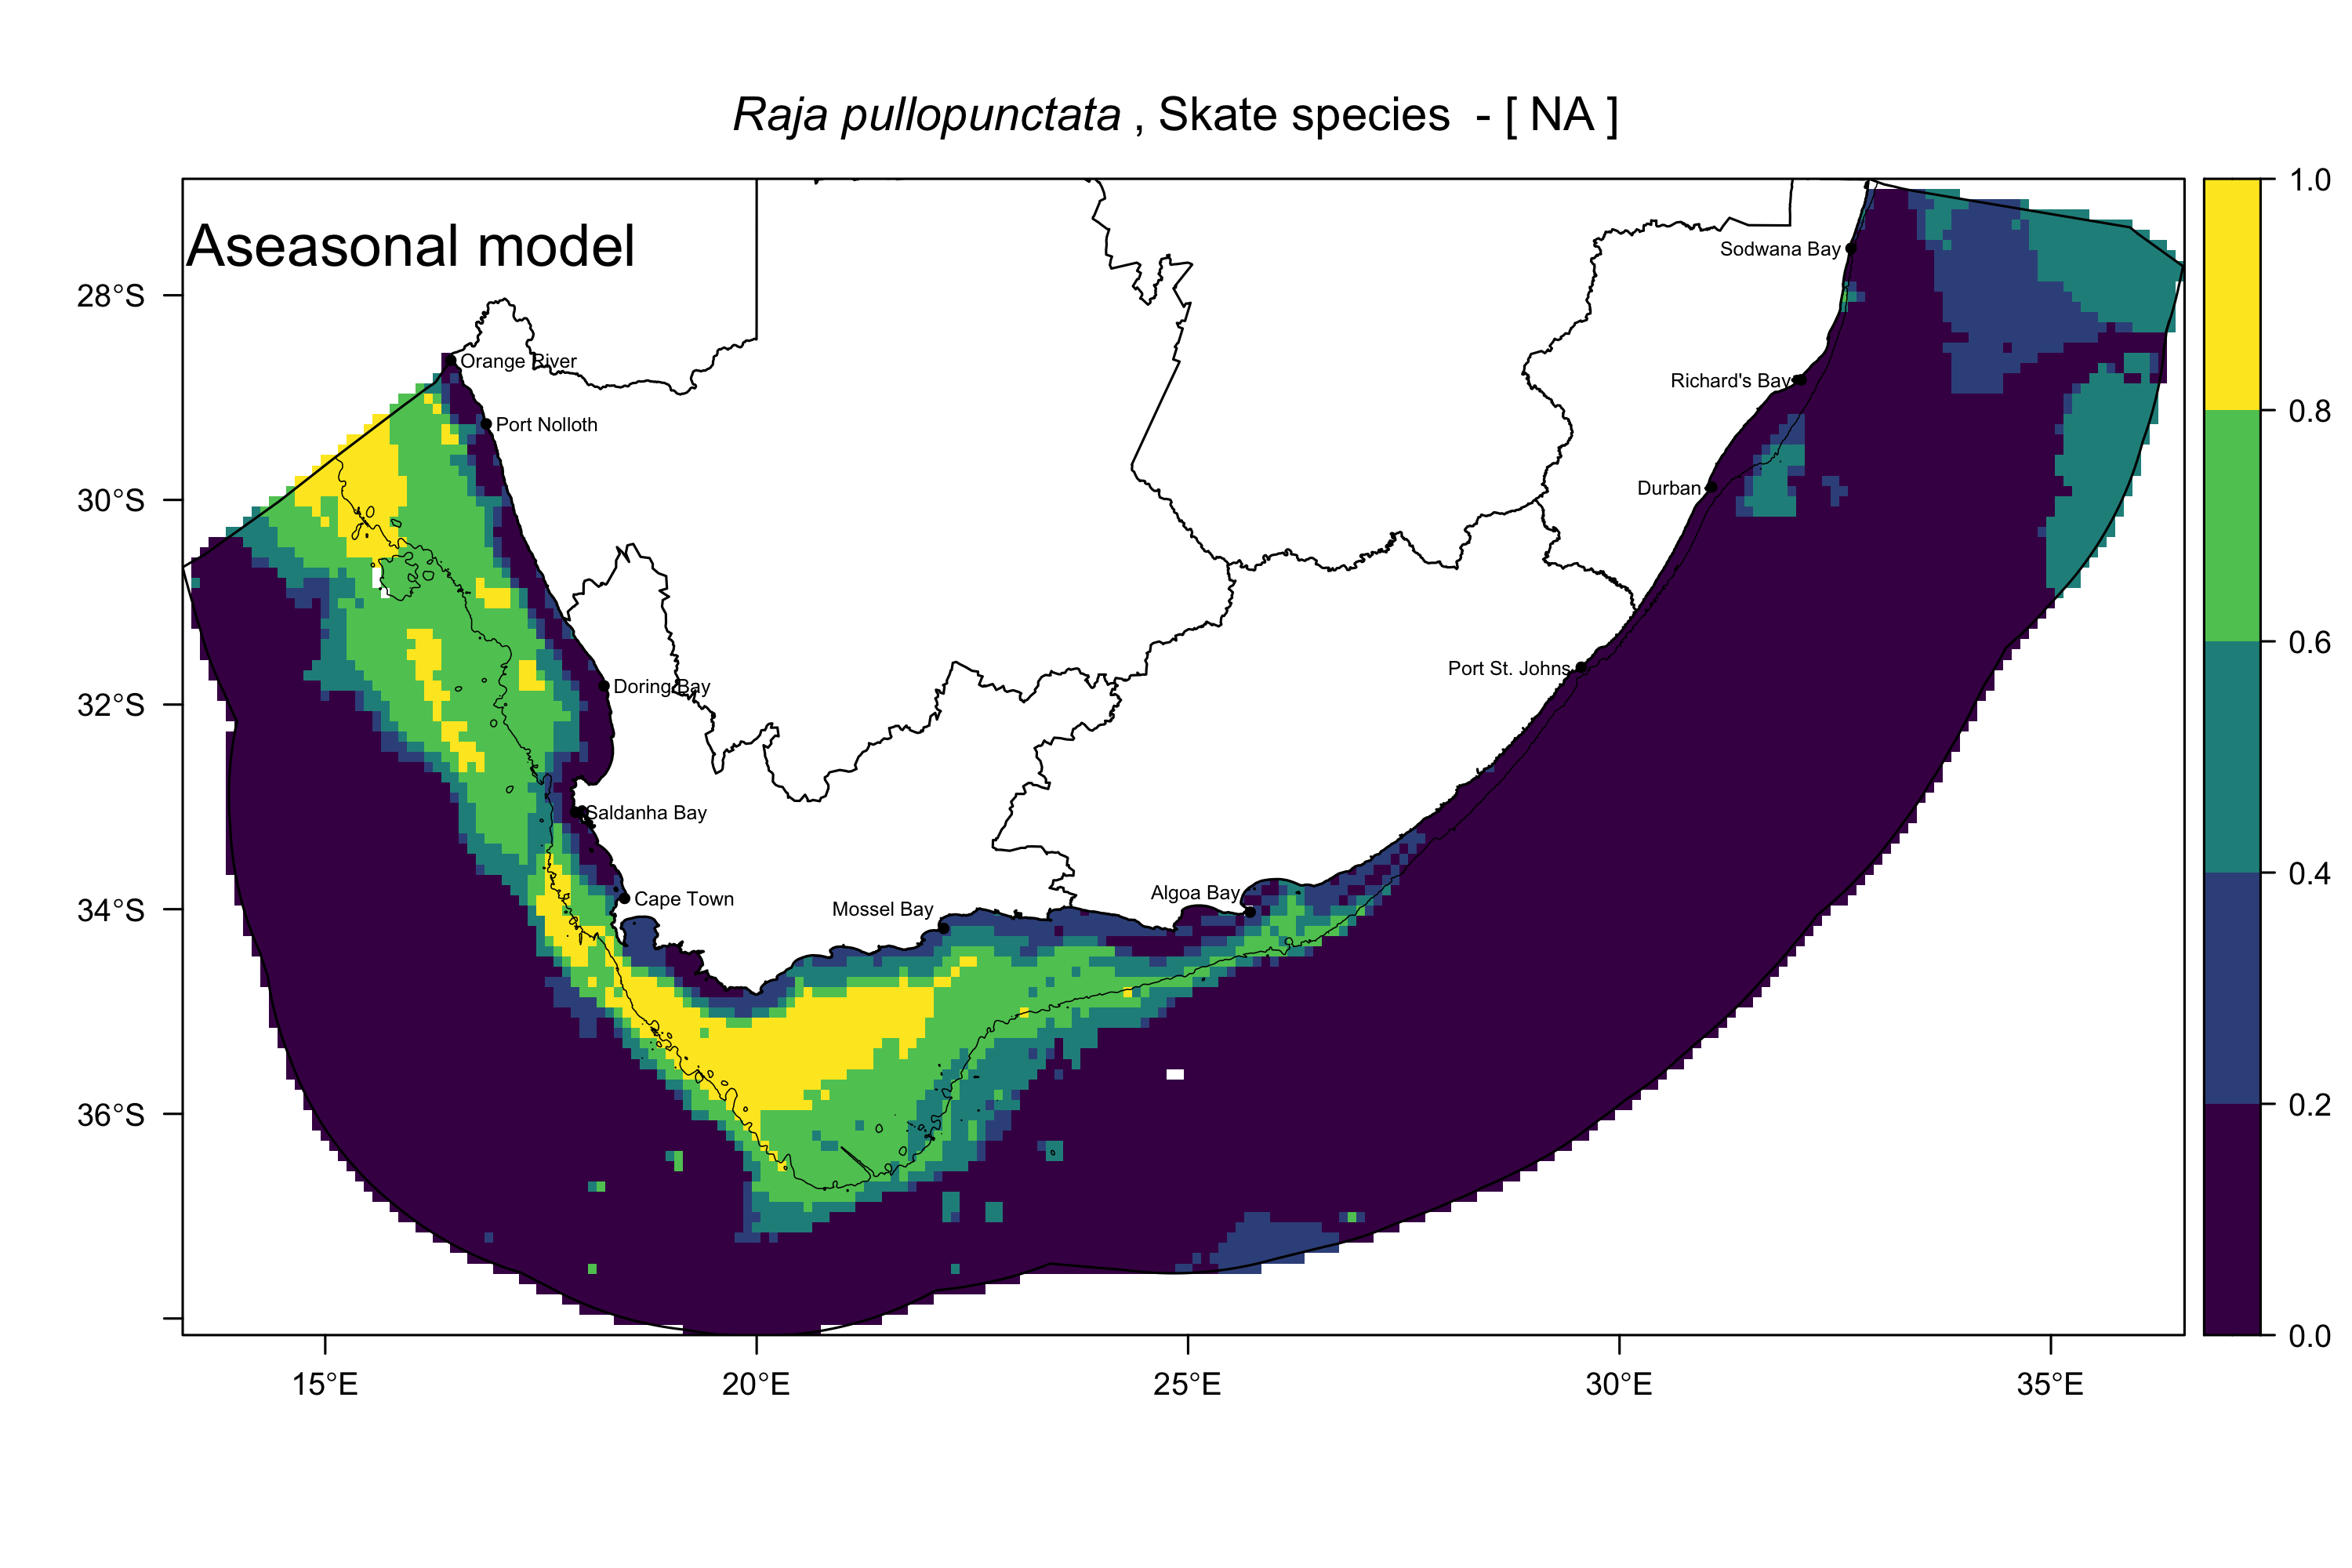 Raja pullopunctata , Skate species - [ NA ]
Aseasonal model
28°S
30°S
32°S
34°S
36°S
15°E
20°E
25°E
30°E
35°E
Orange River
Port Nolloth
Doring Bay
Saldanha Bay
Cape Town
Mossel Bay
Algoa Bay
Port St. Johns
Durban
Richard's Bay
Sodwana Bay
1.0
0.8
0.6
0.4
0.2
0.0